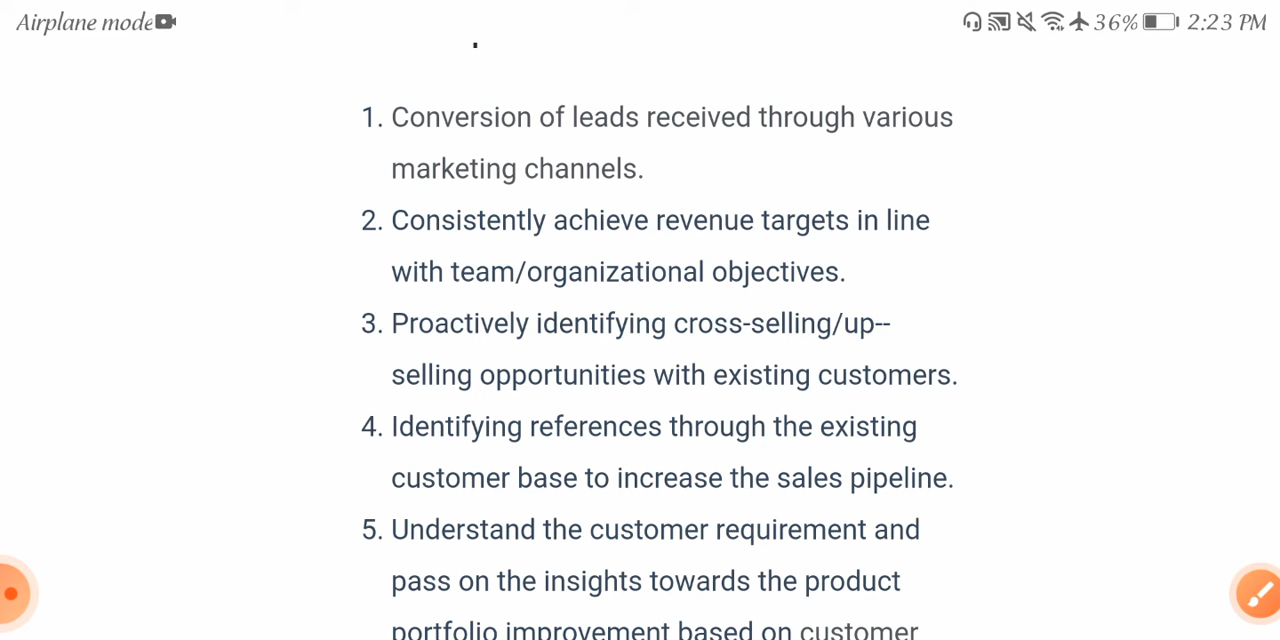 Airplane mode
36%
2:23 PM
1. Conversion of leads received through various
marketing channels.
2. Consistently achieve revenue targets in line
with team/organizational objectives.
3. Proactively identifying cross-selling/up--
selling opportunities with existing customers.
4. Identifying references through the existing
customer base to increase the sales pipeline.
5. Understand the customer requirement and
pass on the insights towards the product
portfolio improvement based on customer